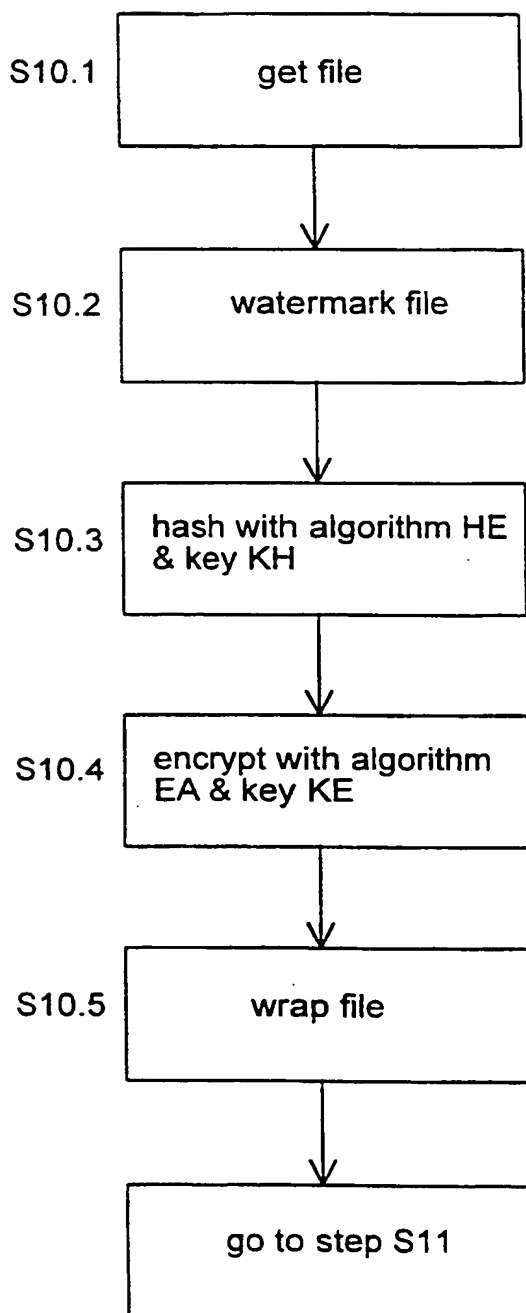 S10.1
get file
S10.2
watermark file
S10.3
hash with algorithm HE
& key KH
S10.4
encrypt with algorithm
EA & key KE
S10.5
wrap file
go to step S11